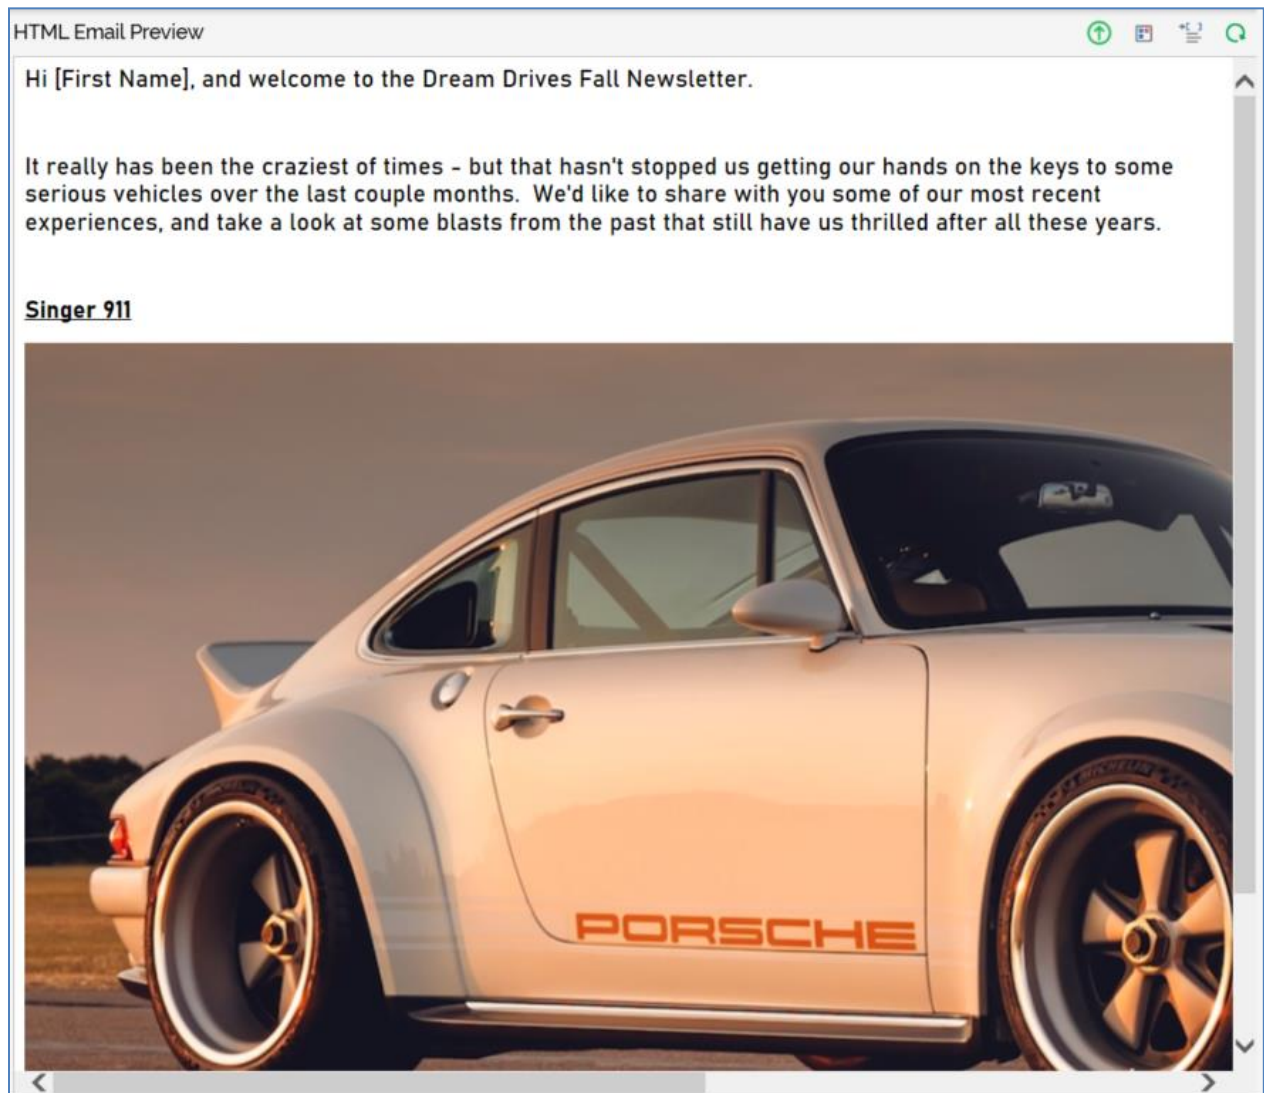 HTML Email Preview
Hi [First Name], and welcome to the Dream Drives Fall Newsletter.
It really has been the craziest of times - but that hasn't stopped us getting our hands on the keys to some
serious vehicles over the last couple months.  We'd like to share with you some of our most recent
experiences, and take a look at some blasts from the past that still have us thrilled after all these years.
Singer 911
MICHELIN
PORSCHE